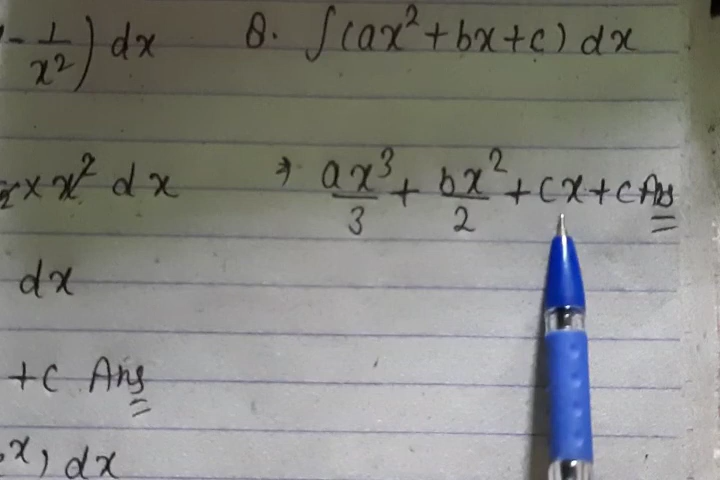 - 1/x²) dx
8. ∫(ax²+bx+c) dx
x x² dx
⇒ ax³/3 + bx²/2 + cx + c Ans
dx
+c Ans
x) dx